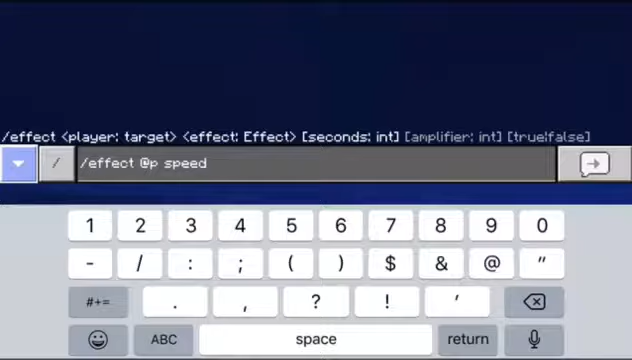 /effect <player: target> <effect: Effect> [seconds: int] [amplifier: int] [true|false]
/
/effect @p speed
1 2 3 4 5 6 7 8 9 0
- / : ; ( ) $ & @ "
#+= . , ? ! '
ABC space return